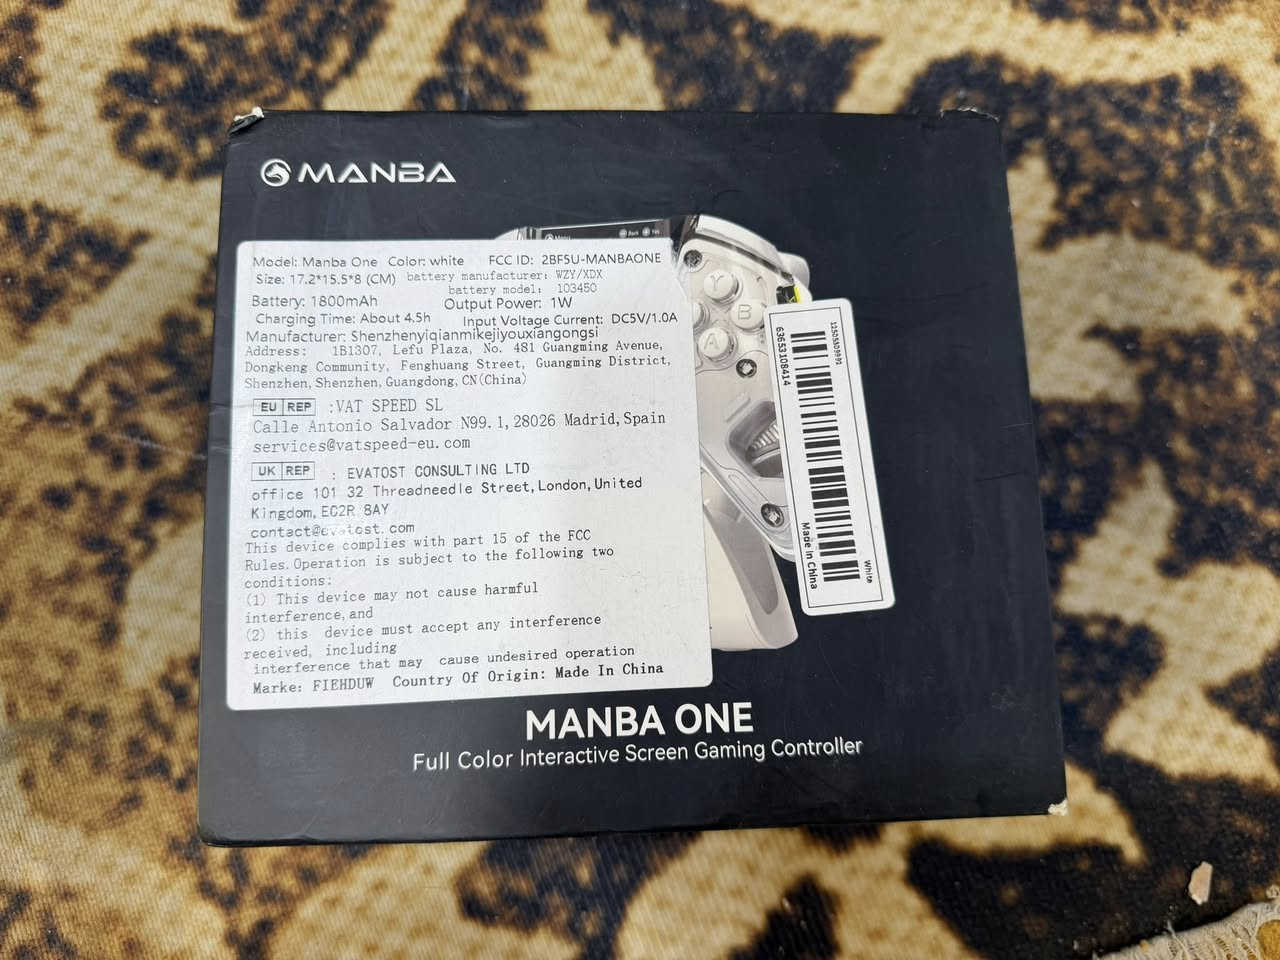 MANBA
Menu Back Yes
Model: Manba One Color: white FCC ID: 2BF5U-MANBAONE
Size: 17.2*15.5*8 (CM) battery manufacturer: WZY/XDX
battery model: 103450
Battery: 1800mAh Output Power: 1W
Charging Time: About 4.5h Input Voltage Current: DC5V/1.0A
Manufacturer: Shenzhenyiqianmikejiyouxiangongsi
Address: 1B1307, Lefu Plaza, No. 481 Guangming Avenue,
Dongkeng Community, Fenghuang Street, Guangming District,
Shenzhen, Shenzhen, Guangdong, CN(China)
EU REP :VAT SPEED SL
Calle Antonio Salvador N99.1,28026 Madrid,Spain
services@vatspeed-eu.com
UK REP : EVATOST CONSULTING LTD
office 101 32 Threadneedle Street,London,United
Kingdom,EC2R 8AY
contact@evatost.com
This device complies with part 15 of the FCC
Rules.Operation is subject to the following two
conditions:
(1) This device may not cause harmful
interference,and
(2) this device must accept any interference
received, including
interference that may cause undesired operation
Marke: FIEHDUW Country Of Origin: Made In China
Y
B
A
63653108414
White
Made in China
MANBA ONE
Full Color Interactive Screen Gaming Controller